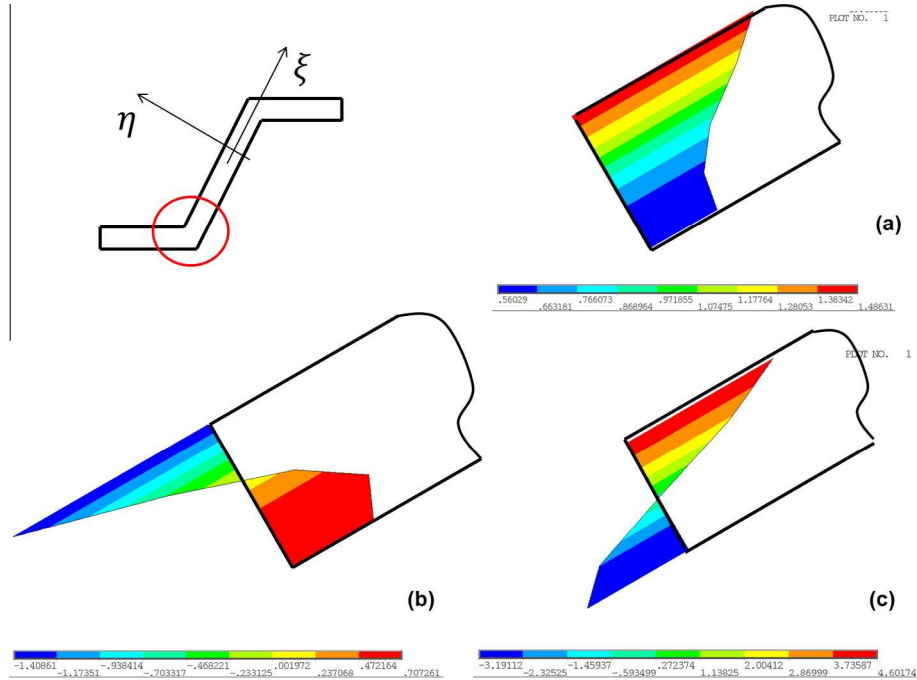 PLOT NO. 1
ξ
η
(a)
.56029 .766073 .971855 1.17764 1.38342
.663181 .868964 1.07475 1.28053 1.48631
PLOT NO. 1
(b)
(c)
-1.40861 -.938414 -.468221 .001972 .472164
-1.17351 -.703317 -.233125 .237068 .707261
-3.19112 -1.45937 .272374 2.00412 3.73587
-2.32525 -.593499 1.13825 2.86999 4.60174